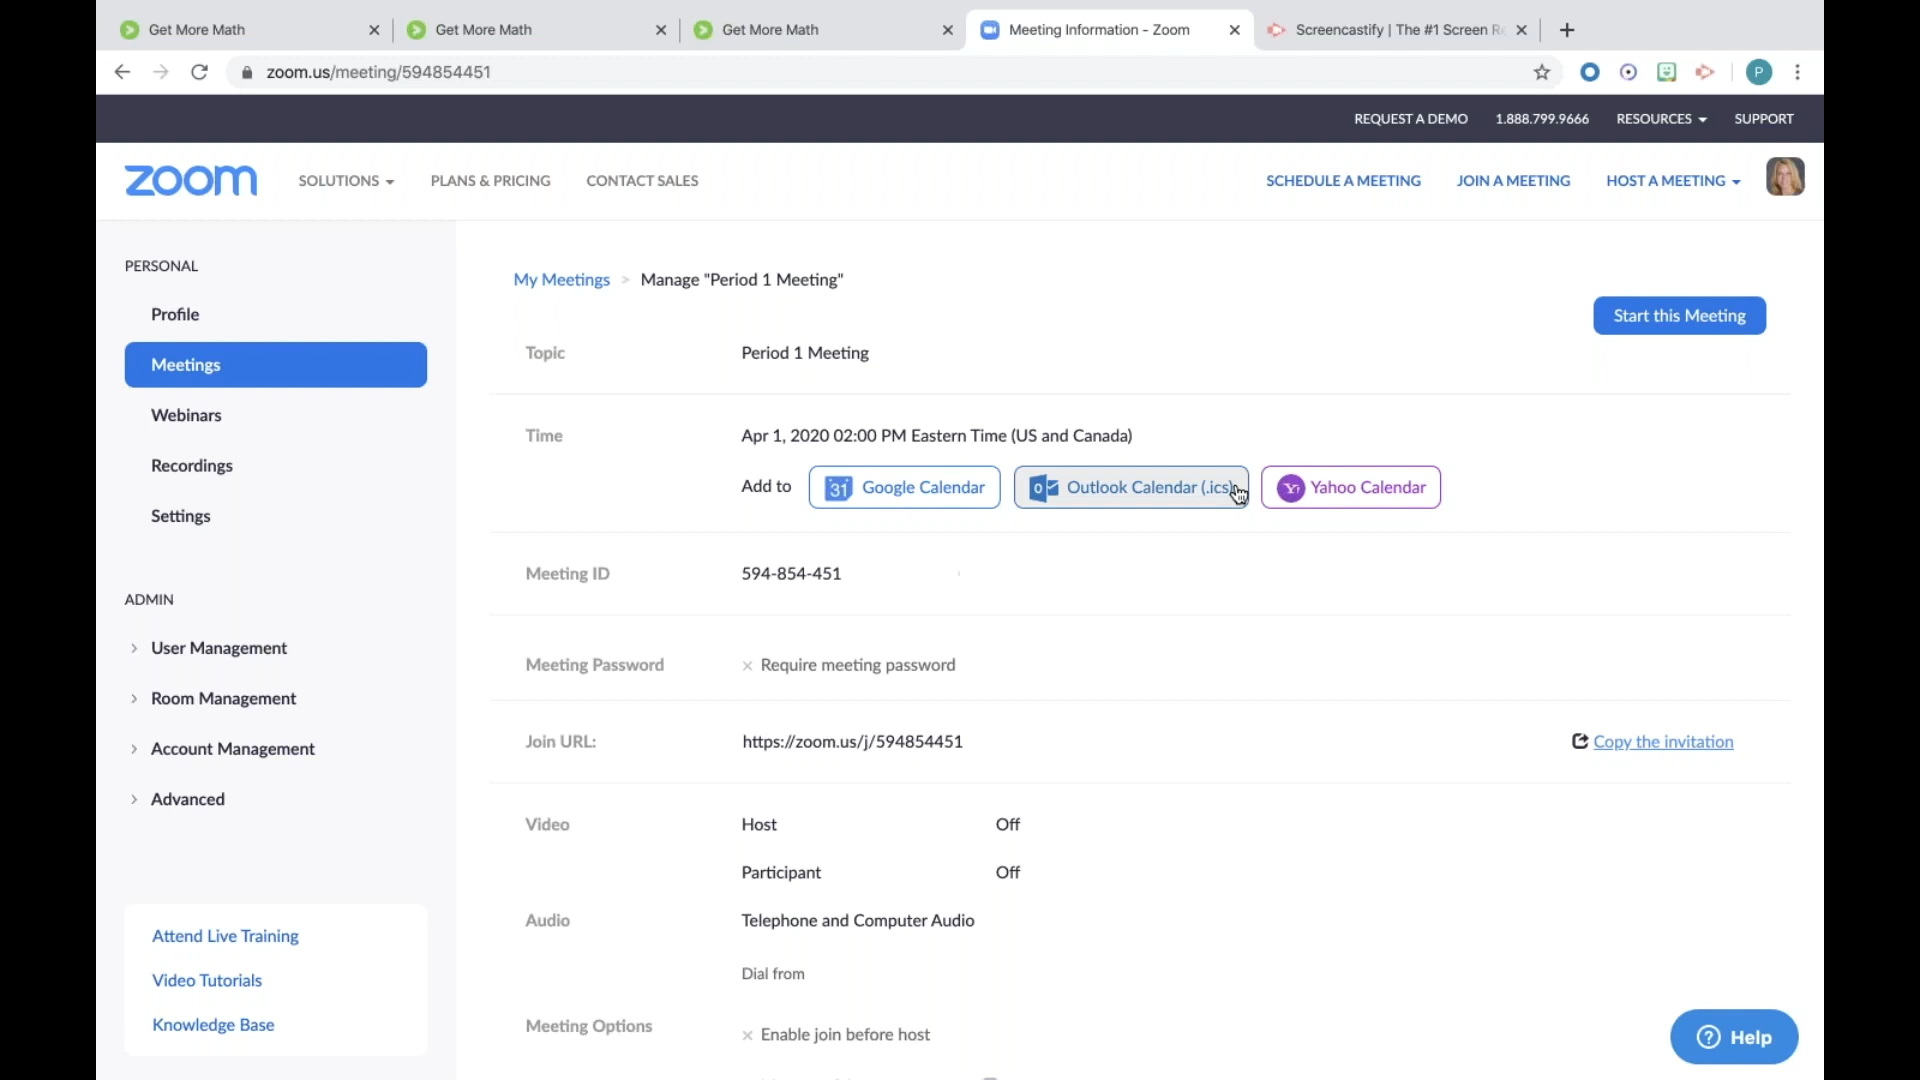 Get More Math
Get More Math
Get More Math
Meeting Information - Zoom
Screencastify | The #1 Screen Re
zoom.us/meeting/594854451
P
REQUEST A DEMO 1.888.799.9666 RESOURCES SUPPORT
zoom SOLUTIONS PLANS & PRICING CONTACT SALES SCHEDULE A MEETING JOIN A MEETING HOST A MEETING
PERSONAL
Profile
Meetings
Webinars
Recordings
Settings
ADMIN
User Management
Room Management
Account Management
Advanced
Attend Live Training
Video Tutorials
Knowledge Base
My Meetings > Manage "Period 1 Meeting"
Start this Meeting
Topic Period 1 Meeting
Time Apr 1, 2020 02:00 PM Eastern Time (US and Canada)
Add to 31 Google Calendar Outlook Calendar (.ics) Yahoo Calendar
Meeting ID 594-854-451
Meeting Password × Require meeting password
Join URL: https://zoom.us/j/594854451 Copy the invitation
Video Host Off
Participant Off
Audio Telephone and Computer Audio
Dial from
Meeting Options × Enable join before host
Help